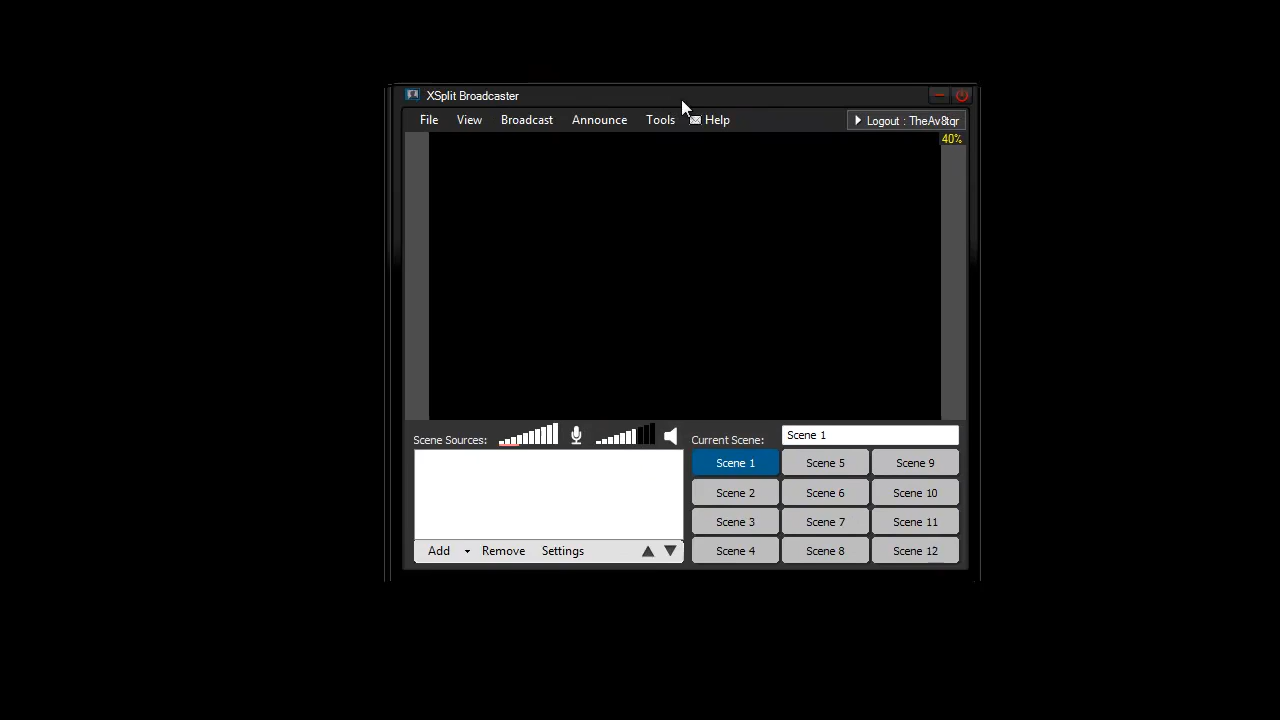 XSplit Broadcaster
File View Broadcast Announce Tools Help Logout : TheAv8tqr
40%
Scene Sources: Current Scene: Scene 1
Scene 1 Scene 5 Scene 9
Scene 2 Scene 6 Scene 10
Scene 3 Scene 7 Scene 11
Add Remove Settings Scene 4 Scene 8 Scene 12